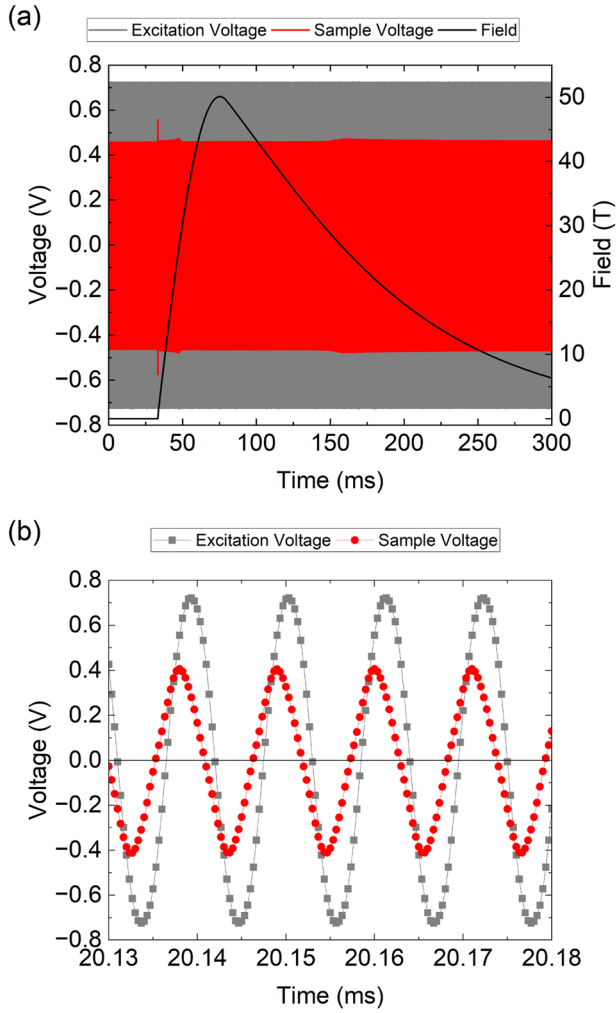 (a)
Excitation Voltage Sample Voltage Field
0.8
0.6
0.4
0.2
0.0
−0.2
−0.4
−0.6
−0.8
Voltage (V)
50
40
30
20
10
0
Field (T)
0 50 100 150 200 250 300
Time (ms)
(b)
Excitation Voltage Sample Voltage
0.8
0.6
0.4
0.2
0.0
−0.2
−0.4
−0.6
−0.8
Voltage (V)
20.13 20.14 20.15 20.16 20.17 20.18
Time (ms)